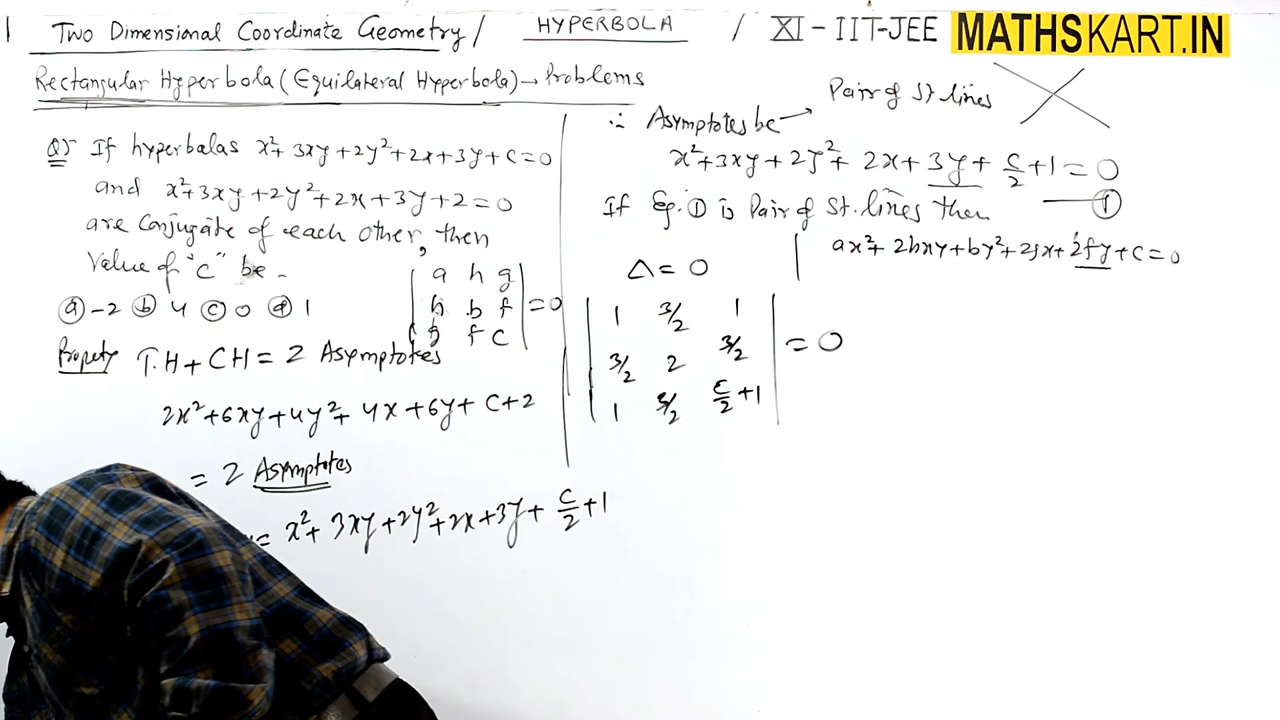 1 Two Dimensional Coordinate Geometry / HYPERBOLA / XI - IIT-JEE MATHSKART.IN
Rectangular Hyperbola (Equilateral Hyperbola) → Problems
Q) If hyperbalas x²+3xy+2y²+2x+3y+c=0
and x²+3xy+2y²+2x+3y+2=0
are Conjugate of each other, then
Value of "c" be -
(a) -2 (b) 4 (c) 0 (d) 1
| a h g |
| h b f | = 0
| g f c |
Property T.H + CH = 2 Asymptotes
2x²+6xy+4y²+4x+6y+c+2
= 2 Asymptotes
= x²+3xy+2y²+2x+3y+c/2+1
Pair of St. lines
∴ Asymptotes be →
x²+3xy+2y²+2x+3y+c/2+1=0
If Eq. ① is Pair of St. lines then —①
ax²+2hxy+by²+2gx+2fy+c=0
Δ = 0
| 1 3/2 1 |
| 3/2 2 3/2 | = 0
| 1 3/2 c/2+1 |